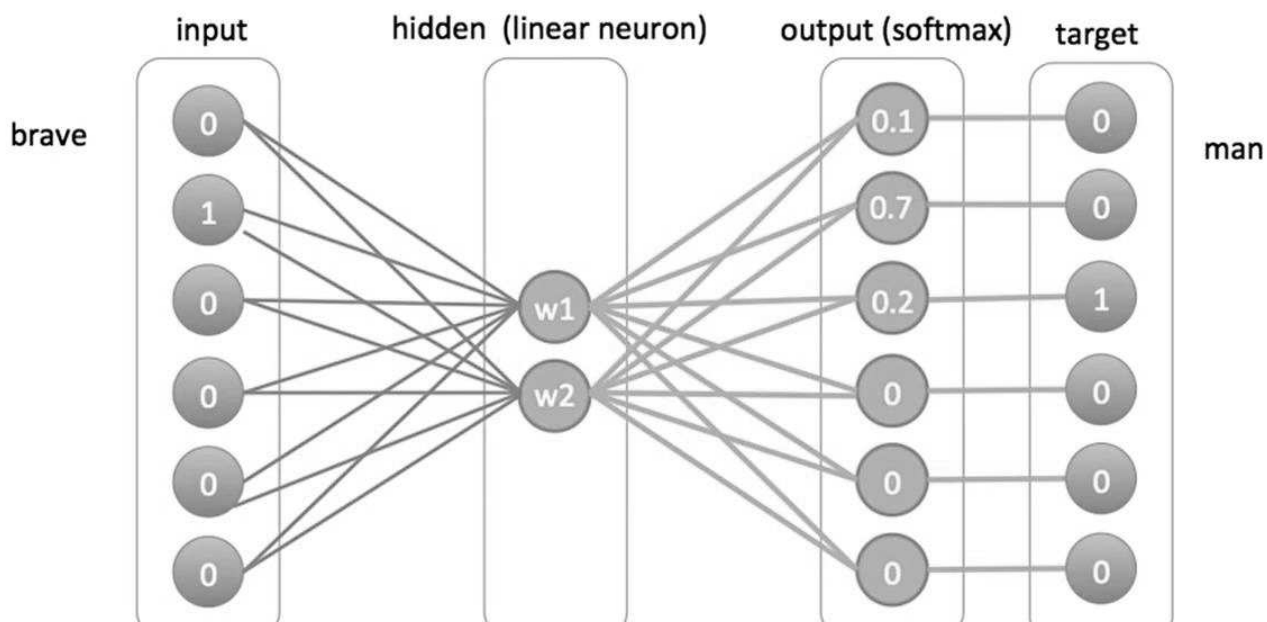 input hidden (linear neuron) output (softmax) target
brave man
0 0.1 0
1 0.7 0
0 w1 0.2 1
0 w2 0 0
0 0 0
0 0 0